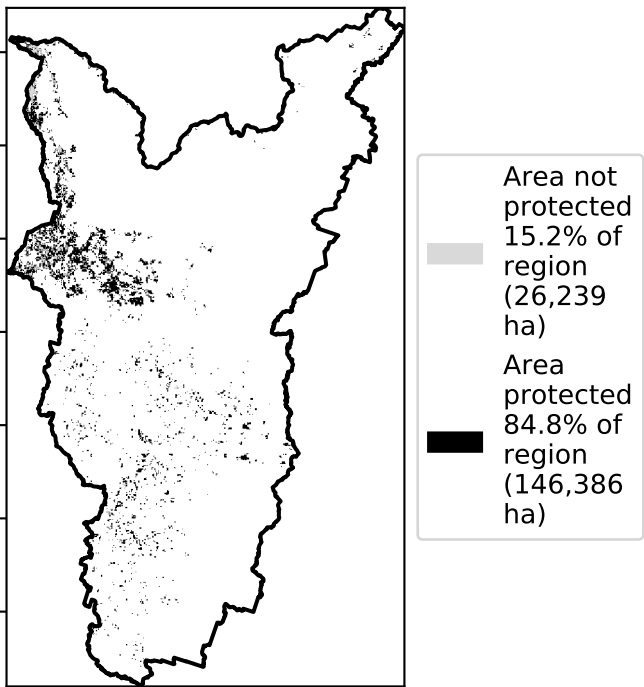 Area not
protected
15.2% of
region
(26,239
ha)
Area
protected
84.8% of
region
(146,386
ha)